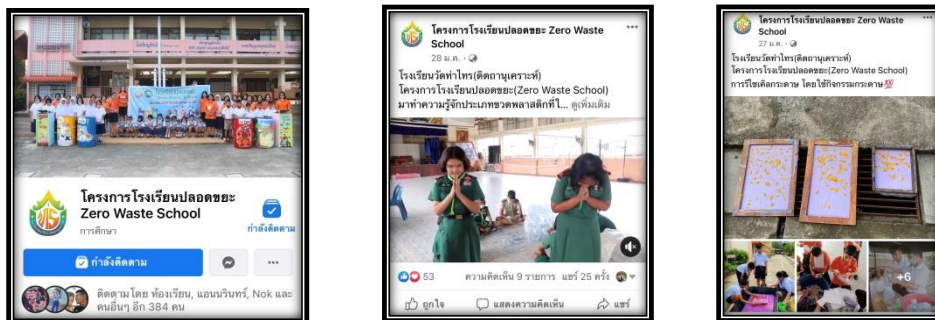 โครงการโรงเรียนปลอดขยะ
Zero Waste School
การศึกษา
กำลังติดตาม
กำลังติดตาม
ติดตามโดย ห้องเรียน, แอนนรินทร์, Nok และ
คนอื่นๆ อีก 384 คน
โครงการโรงเรียนปลอดขยะ Zero Waste
School
28 ม.ค.
โรงเรียนวัดท่าไทร(ดิตถานุเคราะห์)
โครงการโรงเรียนปลอดขยะ(Zero Waste School)
มาทำความรู้จักประเภทขวดพลาสติกที่ใ... ดูเพิ่มเติม
53
ความคิดเห็น 9 รายการ แชร์ 25 ครั้ง
ถูกใจ
แสดงความคิดเห็น
แชร์
โครงการโรงเรียนปลอดขยะ Zero Waste
School
27 ม.ค.
โรงเรียนวัดท่าไทร(ดิตถานุเคราะห์)
โครงการโรงเรียนปลอดขยะ(Zero Waste School)
การรีไซเคิลกระดาษ โดยใช้กิจกรรมกระดาษ💯
+6